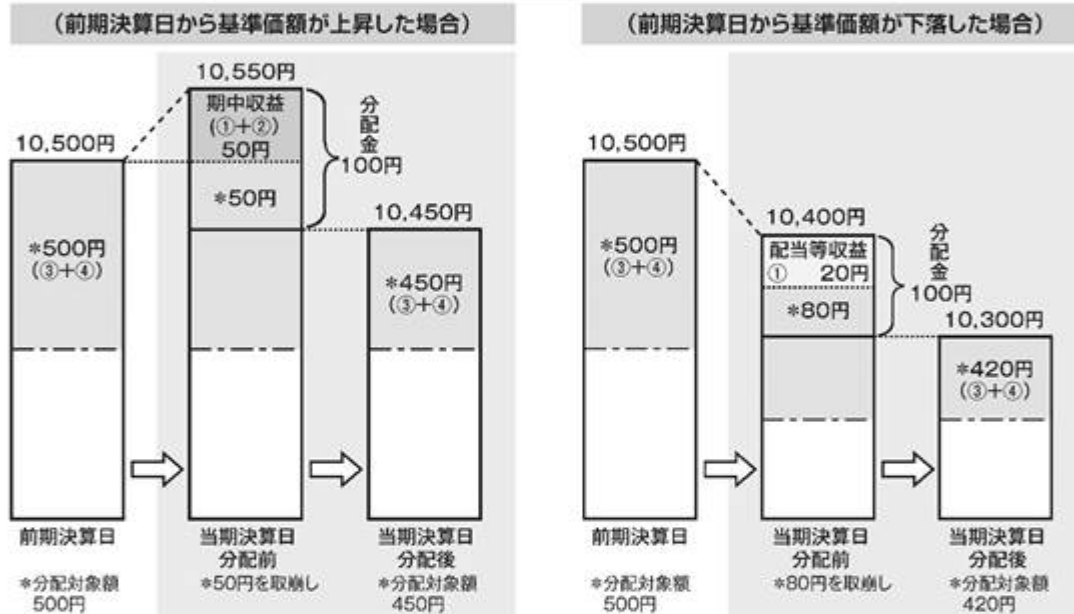 (前期決算日から基準価額が上昇した場合)
10,550円
期中収益
(①+②)
50円
*50円
分配金
100円
10,500円
*500円
(③+④)
10,450円
*450円
(③+④)
前期決算日
当期決算日
分配前
当期決算日
分配後
*分配対象額
500円
*50円を取崩し
*分配対象額
450円
(前期決算日から基準価額が下落した場合)
10,500円
*500円
(③+④)
10,400円
配当等収益
① 20円
*80円
分配金
100円
10,300円
*420円
(③+④)
前期決算日
当期決算日
分配前
当期決算日
分配後
*分配対象額
500円
*80円を取崩し
*分配対象額
420円